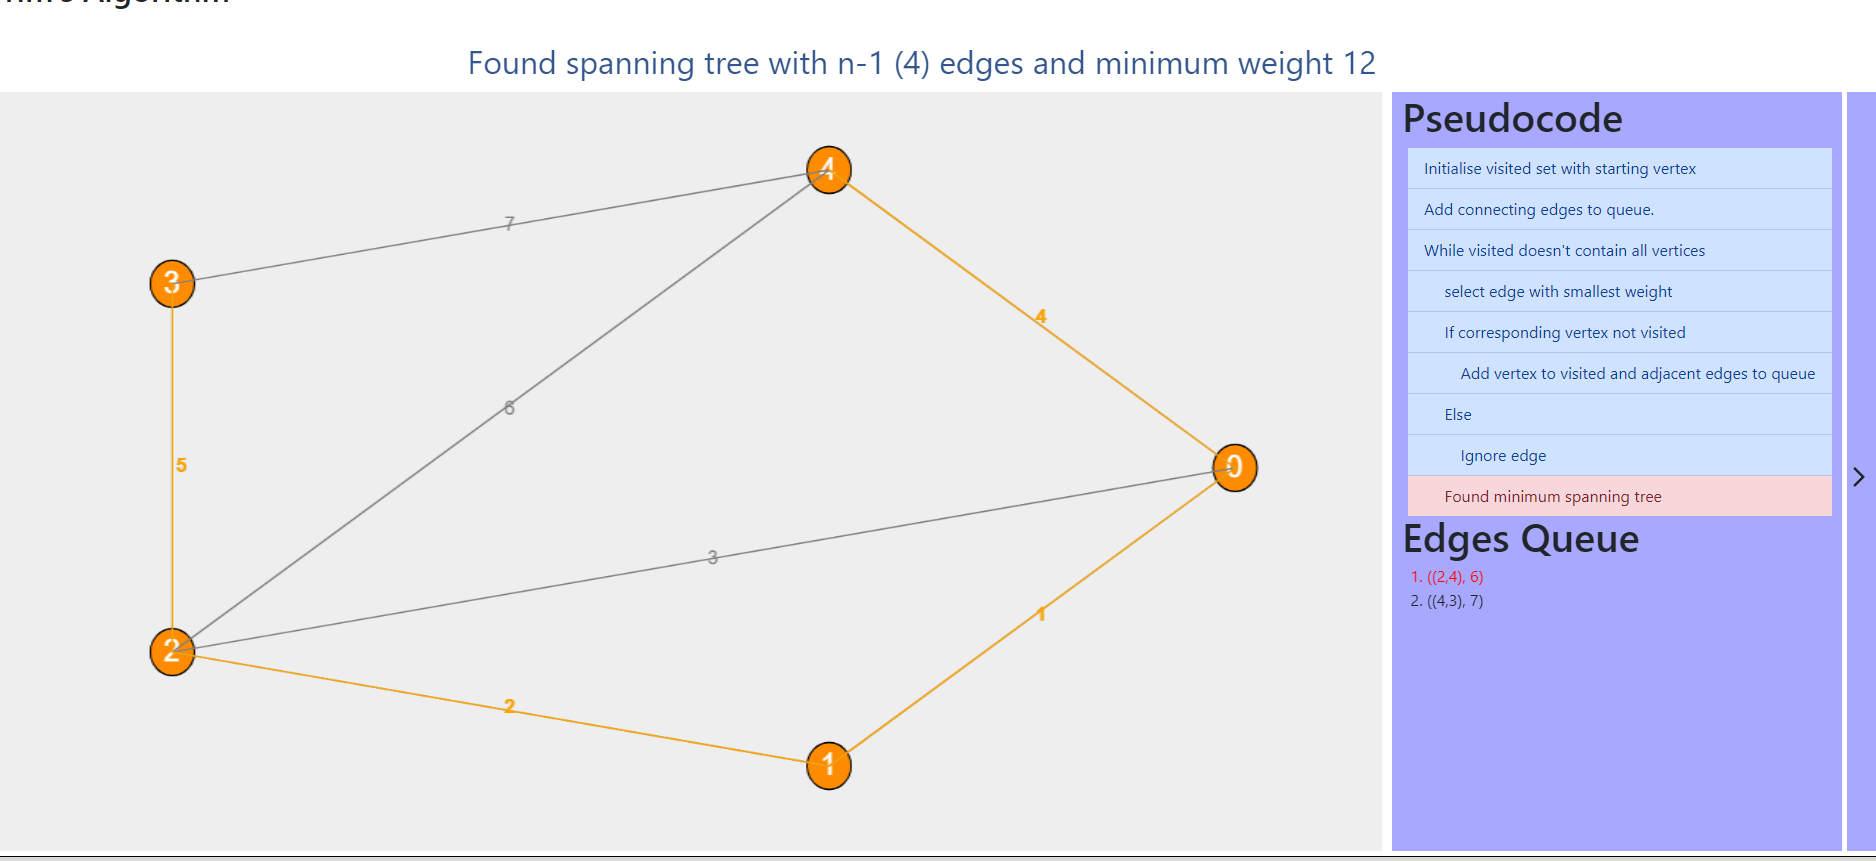 Algorithm
Found spanning tree with n-1 (4) edges and minimum weight 12
4
7
3
4
6
5
0
3
1
2
2
1
Pseudocode
Initialise visited set with starting vertex
Add connecting edges to queue.
While visited doesn't contain all vertices
select edge with smallest weight
If corresponding vertex not visited
Add vertex to visited and adjacent edges to queue
Else
Ignore edge
Found minimum spanning tree
Edges Queue
1. ((2,4), 6)
2. ((4,3), 7)